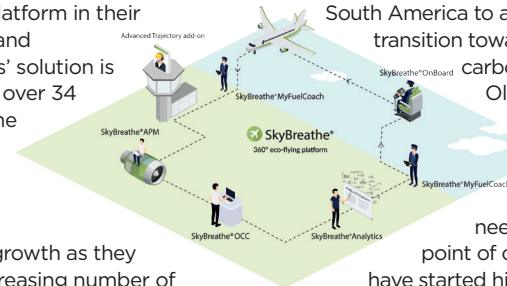 latform in their
and
s' solution is
over 34
ne
growth as they
reasing number of
South America to a
transition towa
carbo
Ol
nee
point of c
have started hi
Advanced Trajectory add-on
SkyBreathe®MyFuelCoach
SkyBreathe®OnBoard
SkyBreathe®APM
SkyBreathe®
360° eco-flying platform
SkyBreathe®MyFuelCoach
SkyBreathe®OCC
SkyBreathe®Analytics